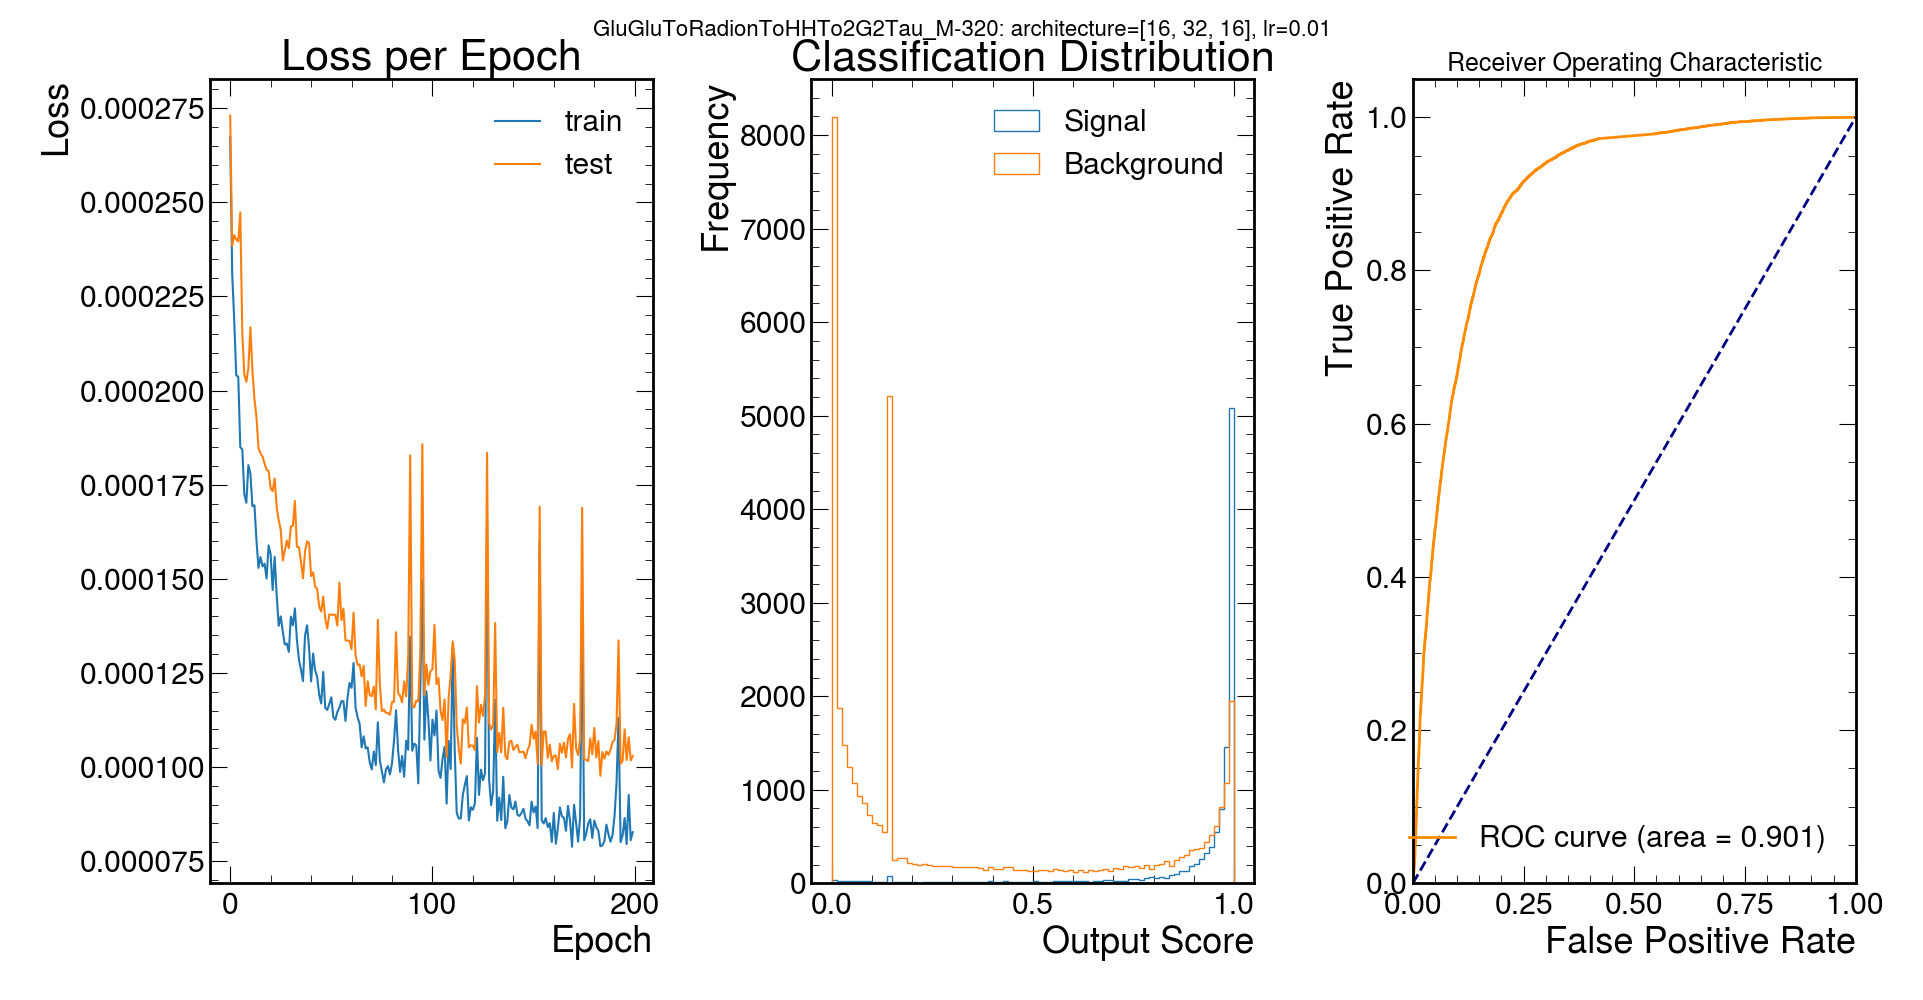 GluGluToRadionToHHTo2G2Tau_M-320: architecture=[16, 32, 16], lr=0.01
Loss per Epoch
Loss
0.000275
0.000250
0.000225
0.000200
0.000175
0.000150
0.000125
0.000100
0.000075
train
test
0 100 200
Epoch
Classification Distribution
Frequency
8000
7000
6000
5000
4000
3000
2000
1000
0
Signal
Background
0.0 0.5 1.0
Output Score
Receiver Operating Characteristic
True Positive Rate
1.0
0.8
0.6
0.4
0.2
0.0
ROC curve (area = 0.901)
0.00 0.25 0.50 0.75 1.00
False Positive Rate